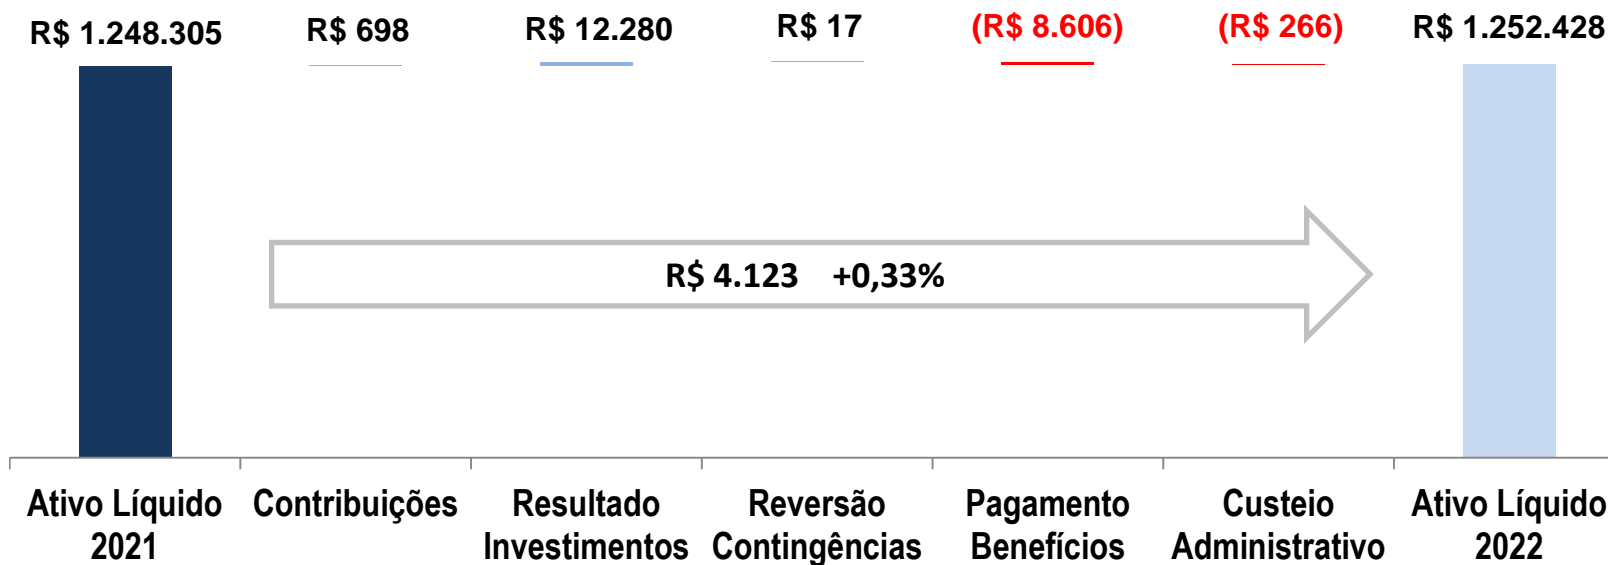 R$ 1.248.305
R$ 698
R$ 12.280
R$ 17
(R$ 8.606)
(R$ 266)
R$ 1.252.428
R$ 4.123 +0,33%
Ativo Líquido
2021
Contribuições
Resultado
Investimentos
Reversão
Contingências
Pagamento
Benefícios
Custeio
Administrativo
Ativo Líquido
2022